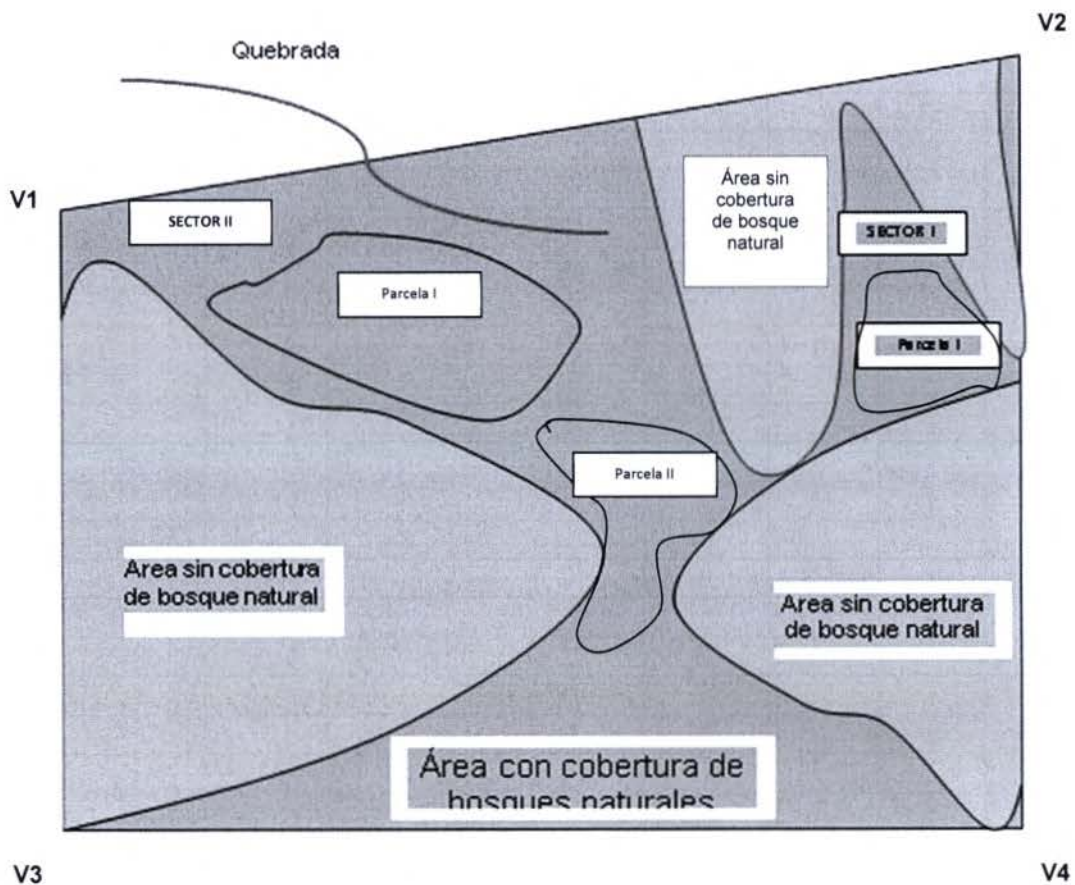 V2
Quebrada
V1
SECTOR II
Área sin
cobertura
de bosque
natural
SECTOR I
Parcela I
Parcela I
Parcela II
Area sin cobertura
de bosque natural
Area sin cobertura
de bosque natural
Área con cobertura de
bosques naturales
V3
V4